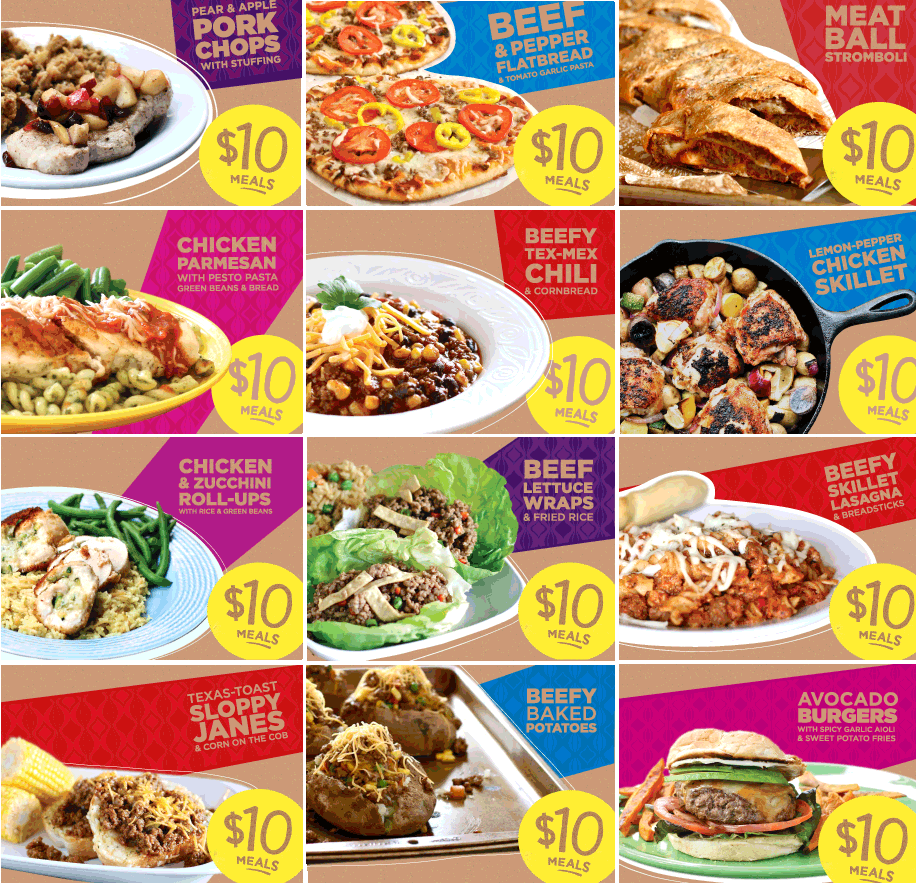 PEAR & APPLE
PORK
CHOPS
WITH STUFFING
$10
MEALS
BEEF
& PEPPER
FLATBREAD
& TOMATO GARLIC PASTA
$10
MEALS
MEAT
BALL
STROMBOLI
$10
MEALS
CHICKEN
PARMESAN
WITH PESTO PASTA
GREEN BEANS & BREAD
$10
MEALS
BEEFY
TEX-MEX
CHILI
& CORNBREAD
$10
MEALS
LEMON-PEPPER
CHICKEN
SKILLET
$10
MEALS
CHICKEN
& ZUCCHINI
ROLL-UPS
WITH RICE & GREEN BEANS
$10
MEALS
BEEF
LETTUCE
WRAPS
& FRIED RICE
$10
MEALS
BEEFY
SKILLET
LASAGNA
& BREADSTICKS
$10
MEALS
TEXAS-TOAST
SLOPPY
JANES
& CORN ON THE COB
$10
MEALS
BEEFY
BAKED
POTATOES
$10
MEALS
AVOCADO
BURGERS
WITH SPICY GARLIC AIOLI
& SWEET POTATO FRIES
$10
MEALS